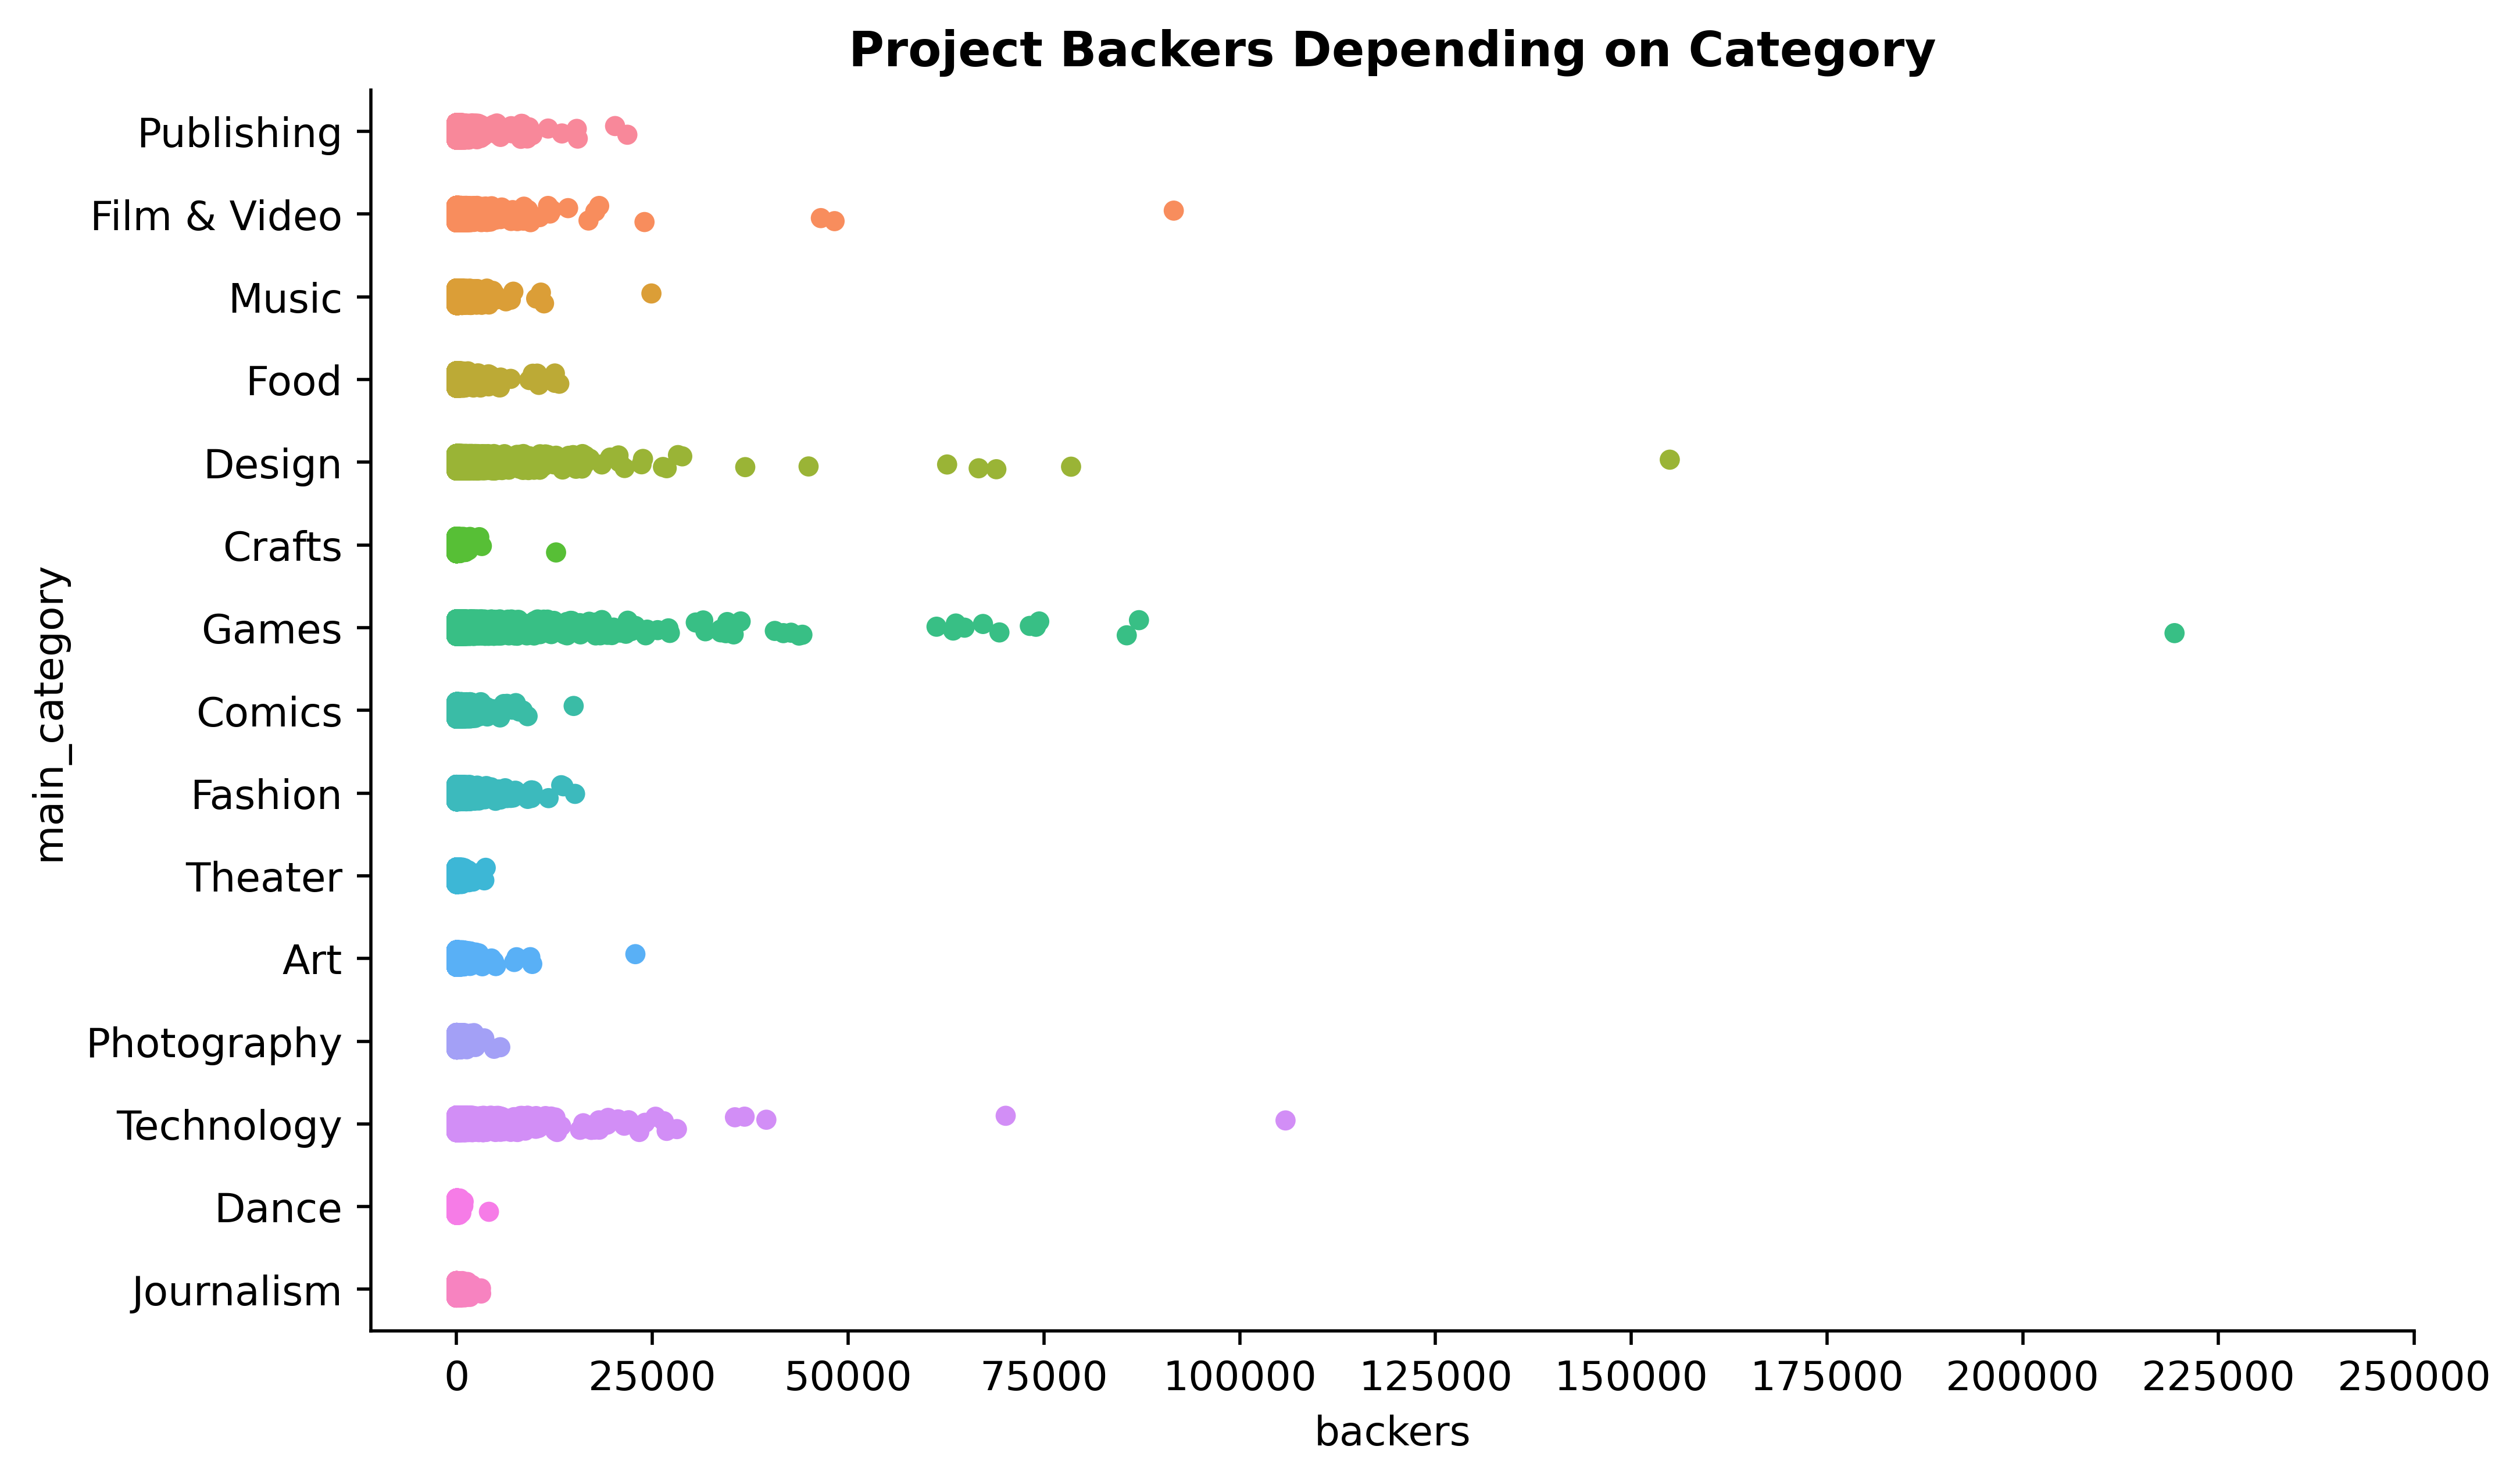 Project Backers Depending on Category
main_category
Publishing
Film & Video
Music
Food
Design
Crafts
Games
Comics
Fashion
Theater
Art
Photography
Technology
Dance
Journalism
0 25000 50000 75000 100000 125000 150000 175000 200000 225000 250000
backers